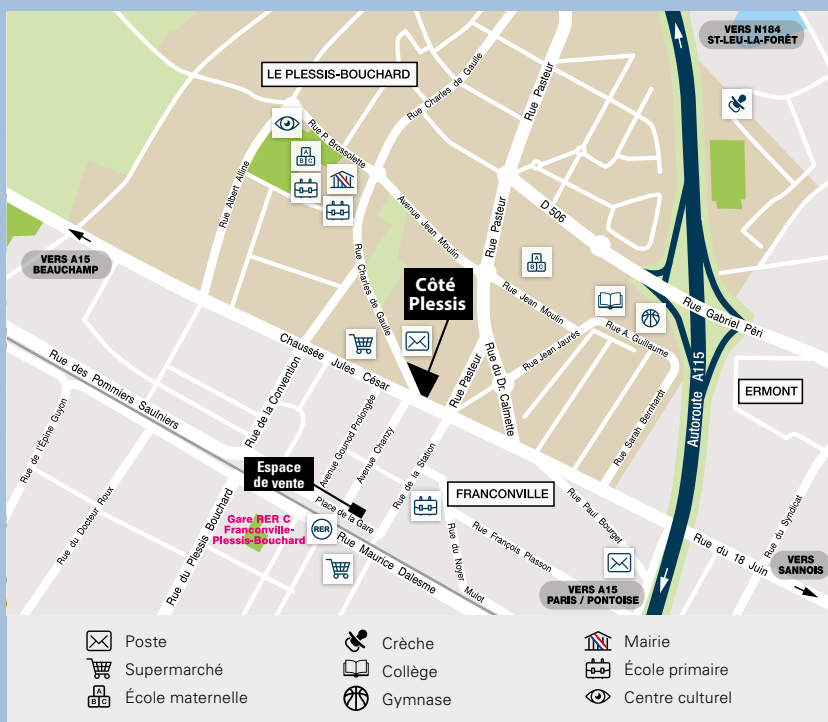 VERS N184
ST-LEU-LA-FORÊT
LE PLESSIS-BOUCHARD
Rue Charles de Gaulle
Rue Pasteur
Rue P. Brossolette
Rue Albert Alline
Avenue Jean Moulin
D 506
Rue Pasteur
VERS A15
BEAUCHAMP
Rue Charles de Gaulle
Côté
Plessis
Rue Jean Moulin
Rue Gabriel Péri
Rue A. Guillaume
Rue Jean Jaurès
Chaussée Jules César
Rue Pasteur
Rue du Dr. Calmette
Autoroute A115
ERMONT
Rue des Pommiers Saulniers
Rue de la Convention
Rue Sarah Bernhardt
Rue de l'Épine Guyon
Avenue Gounod Prolongée
Avenue Chanzy
Rue de la Station
Espace
de vente
FRANCONVILLE
Place de la Gare
Rue du Docteur Roux
Rue du Plessis Bouchard
Gare RER C
Franconville-
Plessis-Bouchard
RER
Rue Maurice Dalesme
Rue François Plasson
Rue Paul Bourget
Rue du Noyer Mulot
Rue du Syndicat
Rue du 18 Juin
VERS
SANNOIS
VERS A15
PARIS / PONTOISE
A
B C
A
B C
Poste
Crèche
Mairie
Supermarché
Collège
École primaire
A
B C
École maternelle
Gymnase
Centre culturel